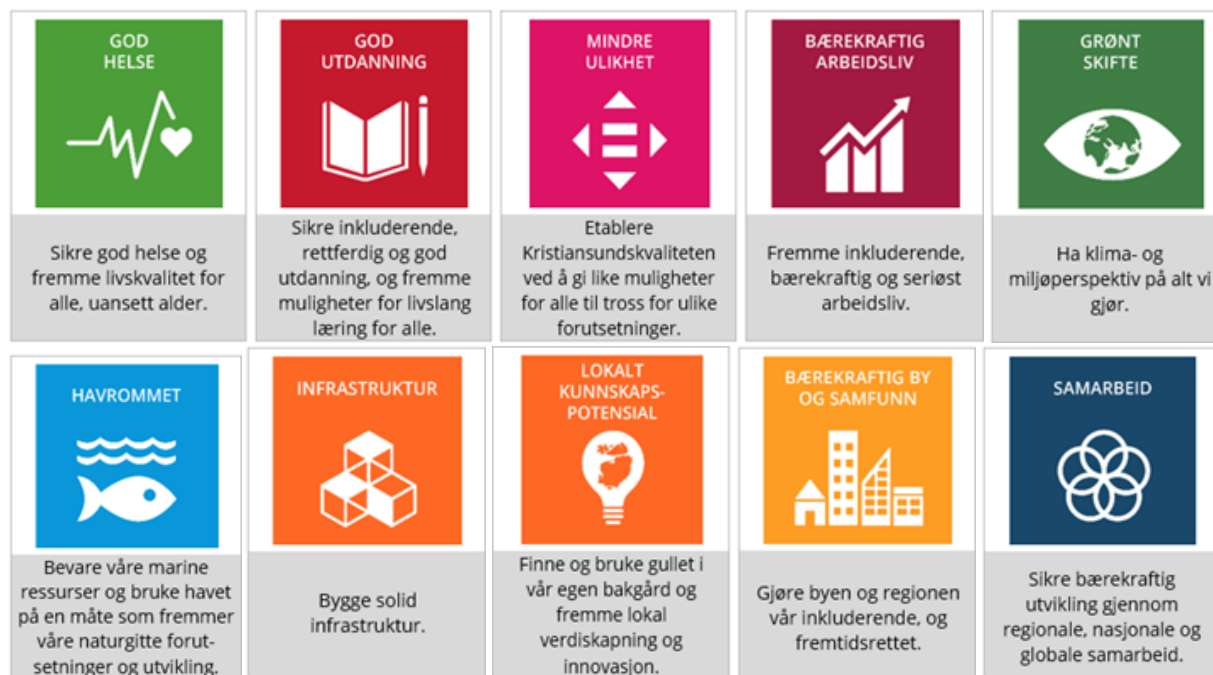 GOD
HELSE
Sikre god helse og
fremme livskvalitet for
alle, uansett alder.
GOD
UTDANNING
Sikre inkluderende,
rettferdig og god
utdanning, og fremme
muligheter for livslang
læring for alle.
MINDRE
ULIKHET
Etablere
Kristiansundskvaliteten
ved å gi like muligheter
for alle til tross for ulike
forutsetninger.
BÆREKRAFTIG
ARBEIDSLIV
Fremme inkluderende,
bærekraftig og seriøst
arbeidsliv.
GRØNT
SKIFTE
Ha klima- og
miljøperspektiv på alt vi
gjør.
HAVROMMET
Bevare våre marine
ressurser og bruke havet
på en måte som fremmer
våre naturgitte forut-
setninger og utvikling.
INFRASTRUKTUR
Bygge solid
infrastruktur.
LOKALT
KUNNSKAPS-
POTENSIAL
Finne og bruke gullet i
vår egen bakgård og
fremme lokal
verdiskapning og
innovasjon.
BÆREKRAFTIG BY
OG SAMFUNN
Gjøre byen og regionen
vår inkluderende, og
fremtidsrettet.
SAMARBEID
Sikre bærekraftig
utvikling gjennom
regionale, nasjonale og
globale samarbeid.